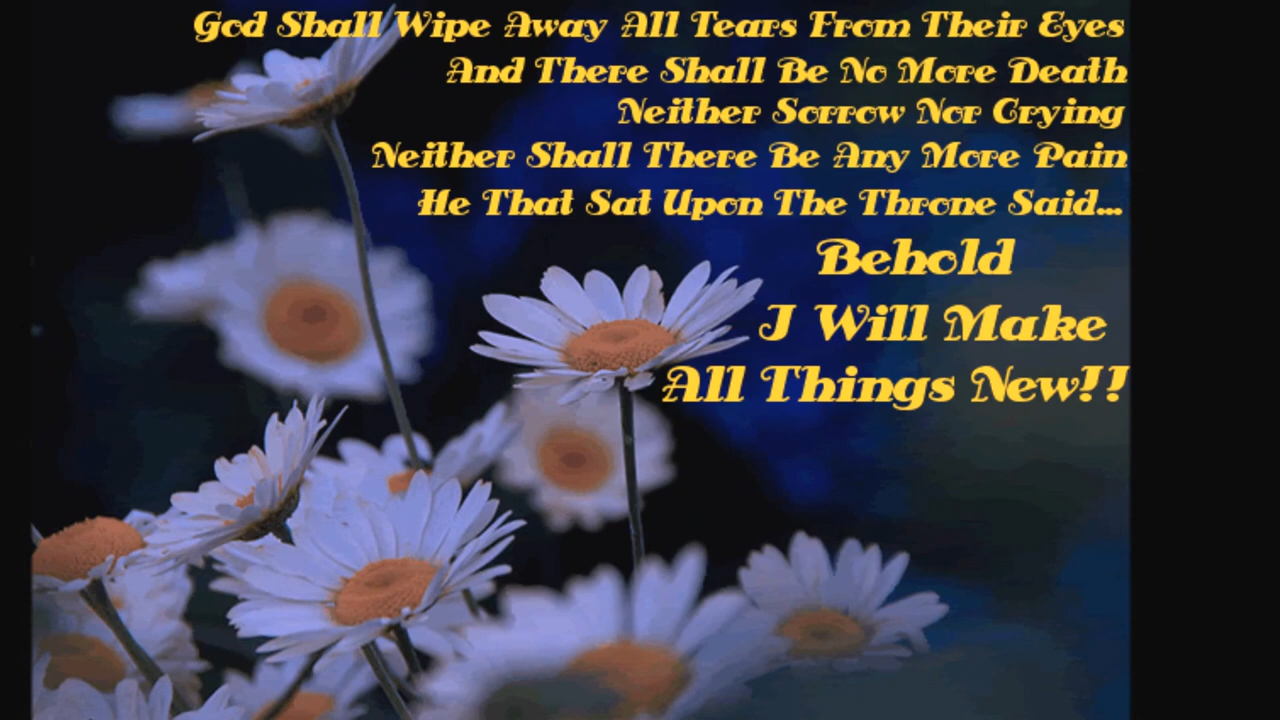 God Shall Wipe Away All Tears From Their Eyes
And There Shall Be No More Death
Neither Sorrow Nor Crying
Neither Shall There Be Any More Pain
He That Sat Upon The Throne Said...
Behold
I Will Make
All Things New!!